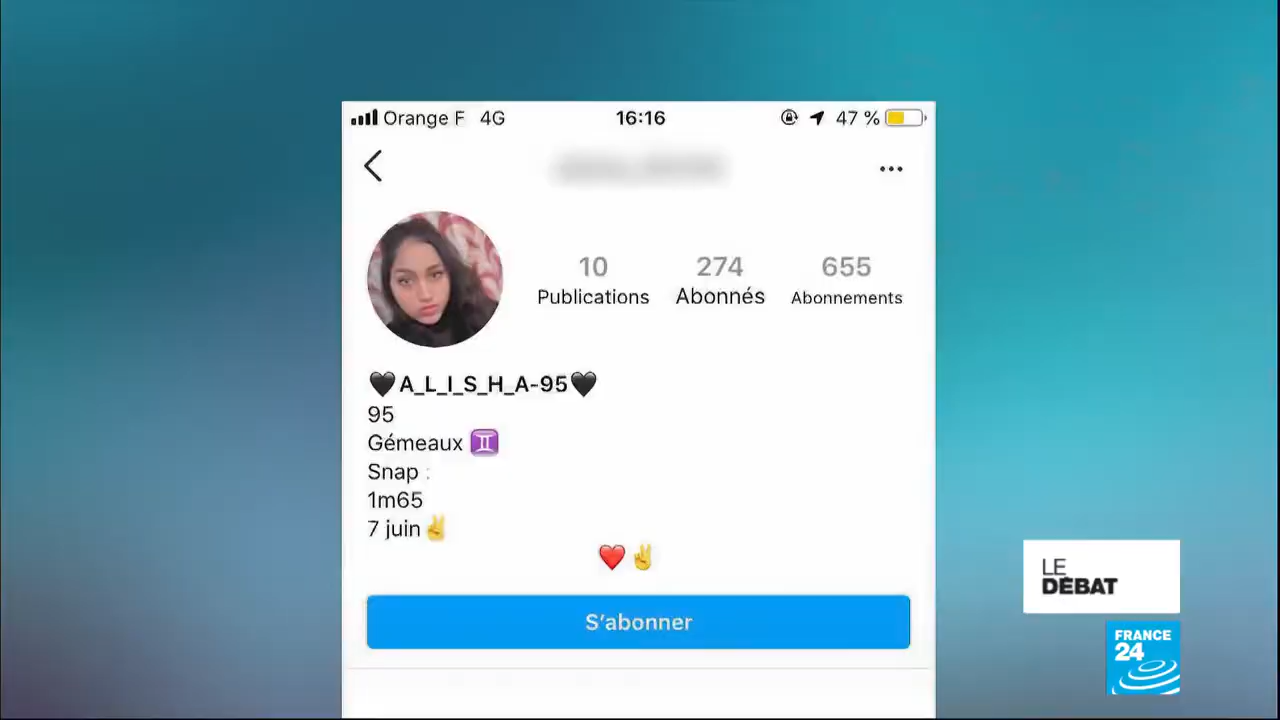 Orange F 4G 16:16 47 %
10 274 655
Publications Abonnés Abonnements
🖤A_L_I_S_H_A-95🖤
95
Gémeaux ♊
Snap :
1m65
7 juin✌️
❤️✌️
S'abonner
LE
DÉBAT
FRANCE
24